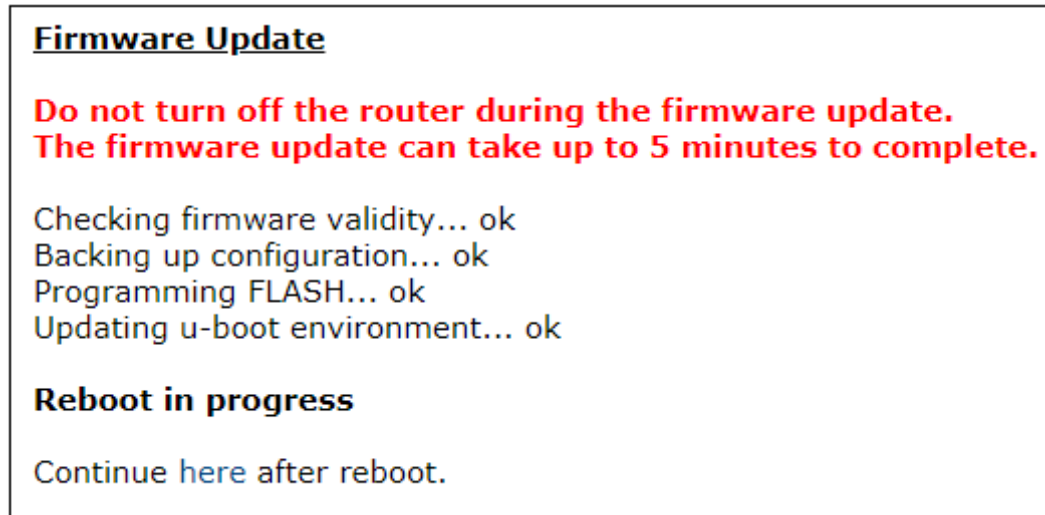 Firmware Update
Do not turn off the router during the firmware update.
The firmware update can take up to 5 minutes to complete.
Checking firmware validity... ok
Backing up configuration... ok
Programming FLASH... ok
Updating u-boot environment... ok
Reboot in progress
Continue here after reboot.